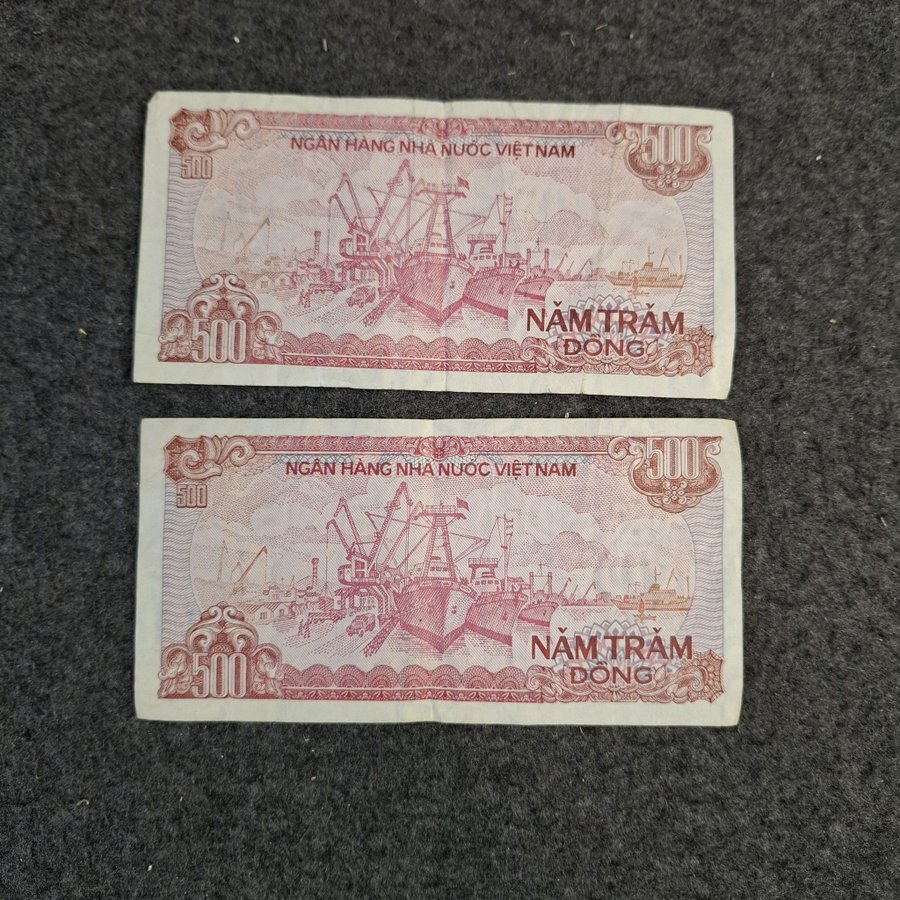 NGÂN HÀNG NHÀ NƯỚC VIỆT NAM
500
500
500
NĂM TRĂM
ĐỒNG
NGÂN HÀNG NHÀ NƯỚC VIỆT NAM
500
500
500
NĂM TRĂM
ĐỒNG